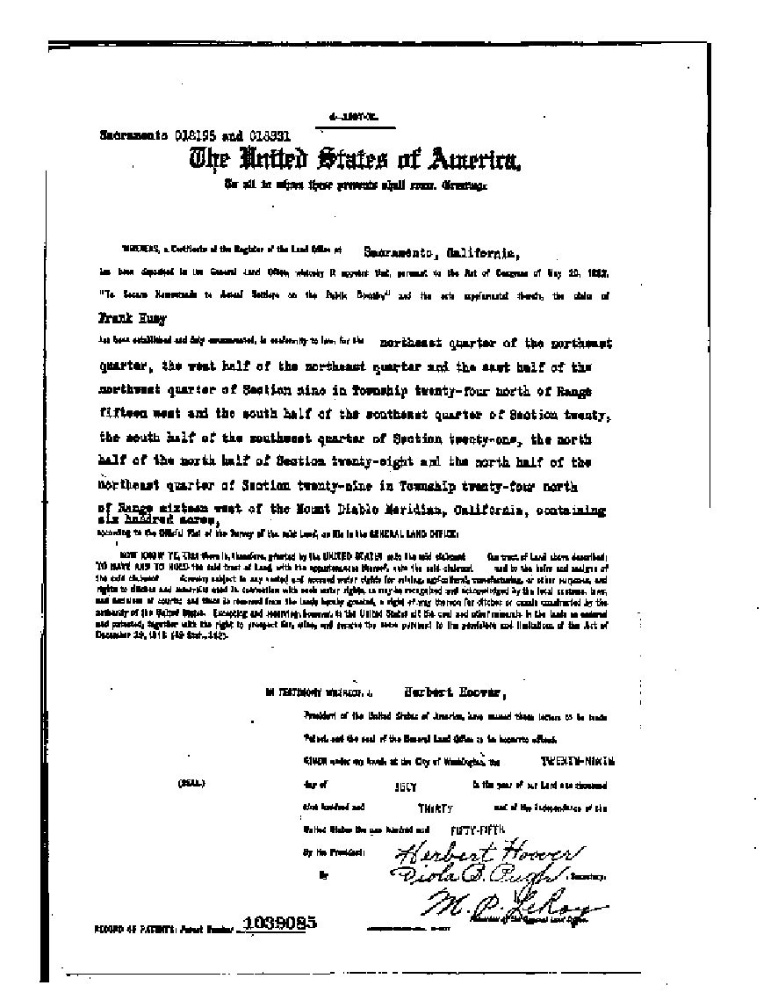 Sacramento 018195 and 018331
The United States of America,
To all to whom these presents shall come, Greeting:
WHEREAS, a Certificate of the Register of the Land Office at Sacramento, California,
has been deposited in the General Land Office, whereby it appears that, pursuant to the Act of Congress of May 20, 1862,
"To Secure Homesteads to Actual Settlers on the Public Domain," and the acts supplemental thereto, the claim of
Frank Huey
has been established and duly consummated, in conformity to law, for the northeast quarter of the northeast
quarter, the west half of the northeast quarter and the east half of the
northwest quarter of Section nine in Township twenty-four north of Range
fifteen west and the south half of the southeast quarter of Section twenty,
the south half of the southwest quarter of Section twenty-one, the north
half of the north half of Section twenty-eight and the north half of the
northeast quarter of Section twenty-nine in Township twenty-four north
of Range sixteen west of the Mount Diablo Meridian, California, containing
six hundred acres,
according to the Official Plat of the Survey of the said Land, on file in the GENERAL LAND OFFICE:
NOW KNOW YE, That there is, therefore, granted by the UNITED STATES unto the said claimant the tract of Land above described;
TO HAVE AND TO HOLD the said tract of Land, with the appurtenances thereof, unto the said claimant and to the heirs and assigns of
the said claimant forever; subject to any vested and accrued water rights for mining, agricultural, manufacturing, or other purposes, and
rights to ditches and reservoirs used in connection with such water rights, as may be recognized and acknowledged by the local customs, laws,
and decisions of courts; and there is reserved from the lands hereby granted, a right of way thereon for ditches or canals constructed by the
authority of the United States. Excepting and reserving, however, to the United States all the coal and other minerals in the lands so entered
and patented, together with the right to prospect for, mine, and remove the same pursuant to the provisions and limitations of the Act of
December 29, 1916 (39 Stat., 862).
IN TESTIMONY WHEREOF, I, Herbert Hoover,
President of the United States of America, have caused these letters to be made
Patent, and the seal of the General Land Office to be hereunto affixed.
GIVEN under my hand, at the City of Washington, the TWENTY-NINTH
(SEAL) day of JULY in the year of our Lord one thousand
nine hundred and THIRTY and of the Independence of the
United States the one hundred and FIFTY-FIFTH
By the President: Herbert Hoover
By Viola B. Pugh, Secretary.
M. P. LeRoy
Recorder of the General Land Office.
RECORD OF PATENTS: Patent Number 1039085